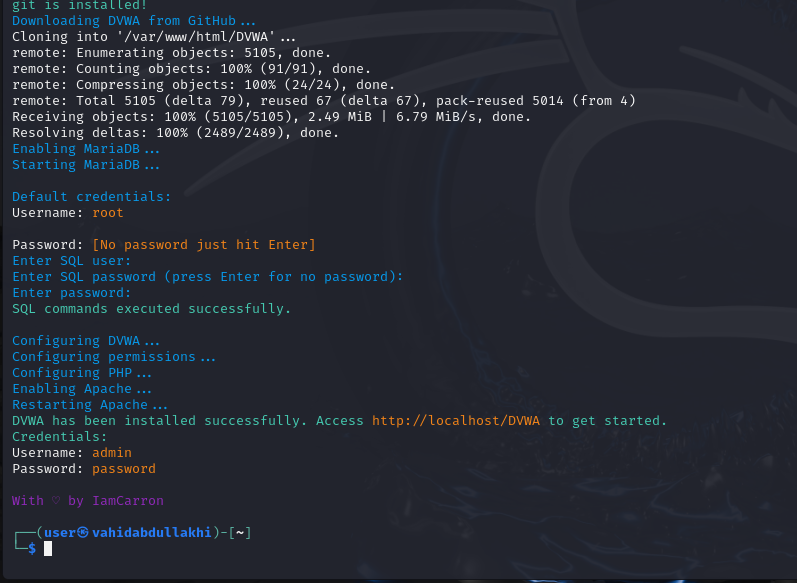 git is installed!
Downloading DVWA from GitHub...
Cloning into '/var/www/html/DVWA'...
remote: Enumerating objects: 5105, done.
remote: Counting objects: 100% (91/91), done.
remote: Compressing objects: 100% (24/24), done.
remote: Total 5105 (delta 79), reused 67 (delta 67), pack-reused 5014 (from 4)
Receiving objects: 100% (5105/5105), 2.49 MiB | 6.79 MiB/s, done.
Resolving deltas: 100% (2489/2489), done.
Enabling MariaDB...
Starting MariaDB...
Default credentials:
Username: root
Password: [No password just hit Enter]
Enter SQL user:
Enter SQL password (press Enter for no password):
Enter password:
SQL commands executed successfully.
Configuring DVWA...
Configuring permissions...
Configuring PHP...
Enabling Apache...
Restarting Apache...
DVWA has been installed successfully. Access http://localhost/DVWA to get started.
Credentials:
Username: admin
Password: password
With ♡ by IamCarron
┌──(user㉿vahidabdullakhi)-[~]
└─$